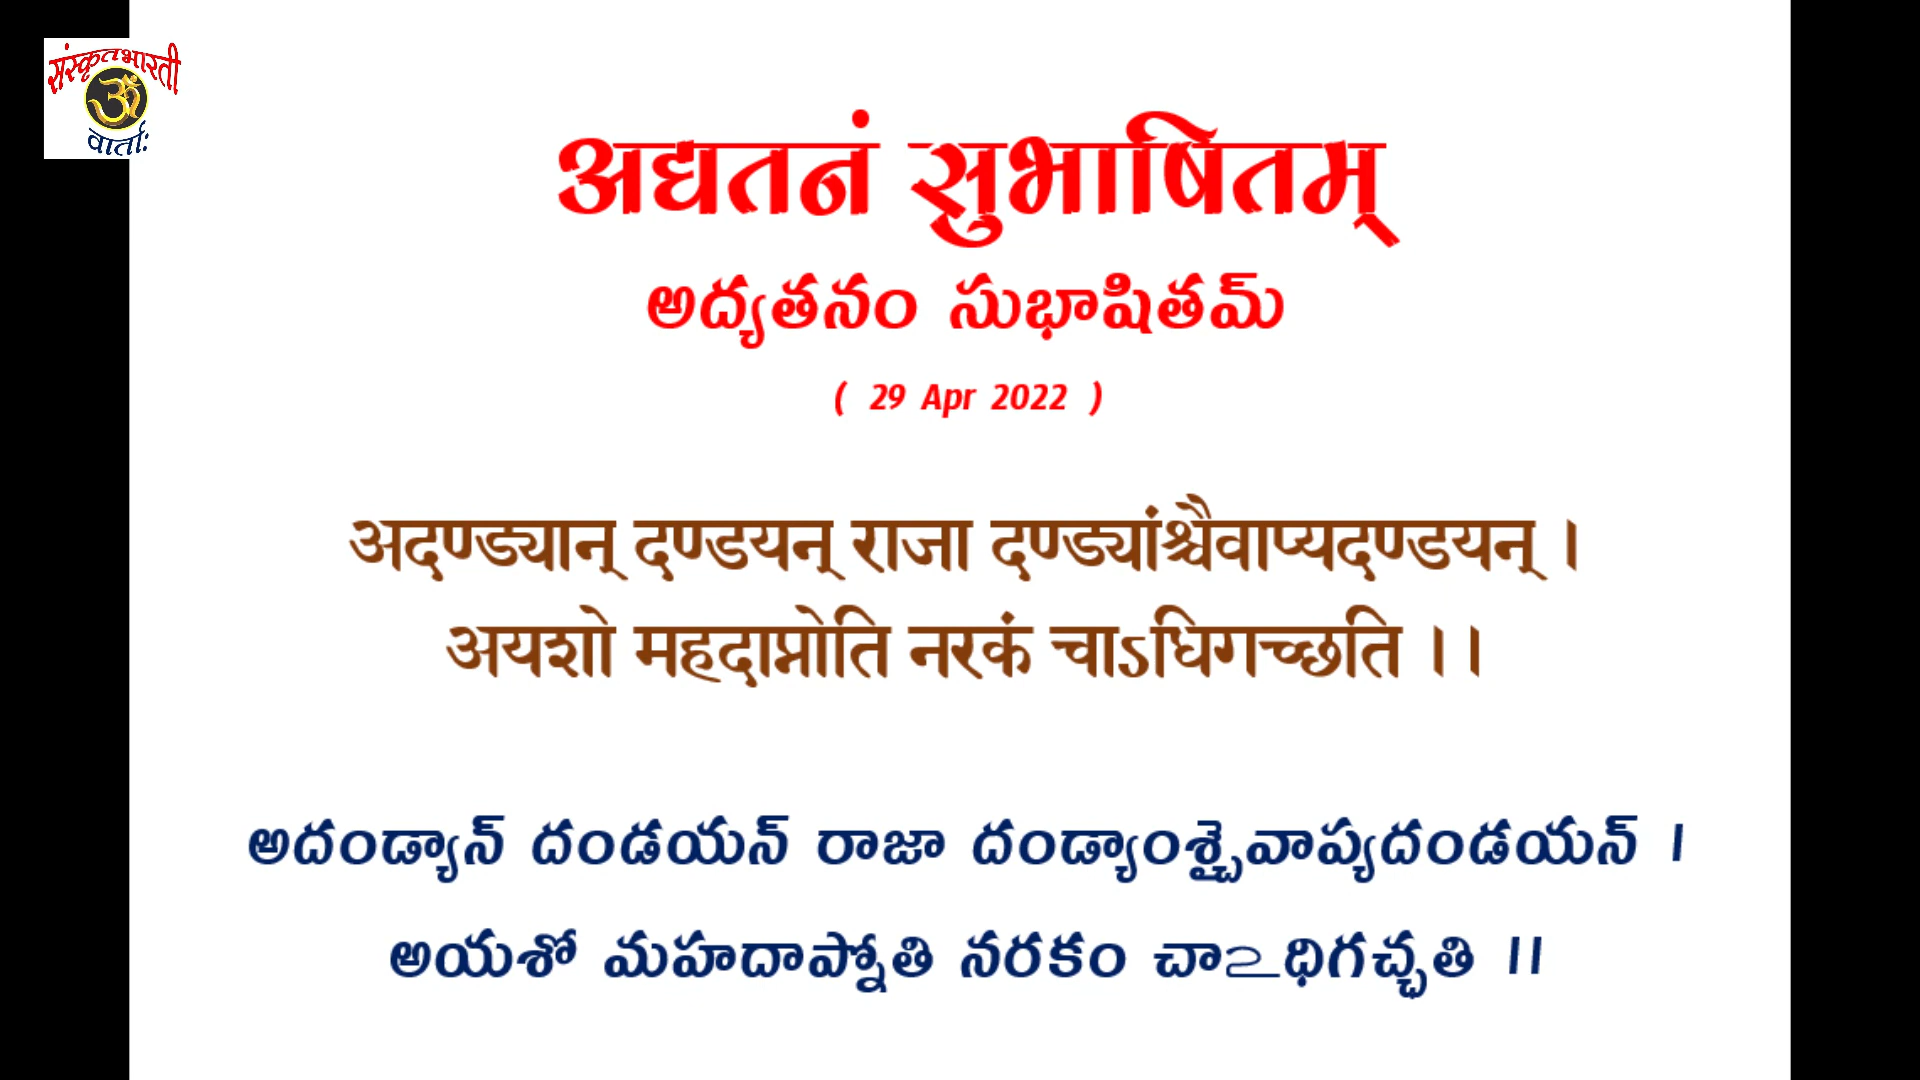 संस्कृतभारती
ॐ
वार्ताः
अद्यतनं सुभाषितम्
అద్యతనం సుభాషితమ్
( 29 Apr 2022 )
अदण्ड्यान् दण्डयन् राजा दण्ड्यांश्चैवाप्यदण्डयन् ।
अयशो महदाप्नोति नरकं चाऽधिगच्छति ।।
అదండ్యాన్ దండయన్ రాజా దండ్యాంశ్చైవాప్యదండయన్ ।
అయశో మహదాప్నోతి నరకం చాఽధిగచ్ఛతి ।।